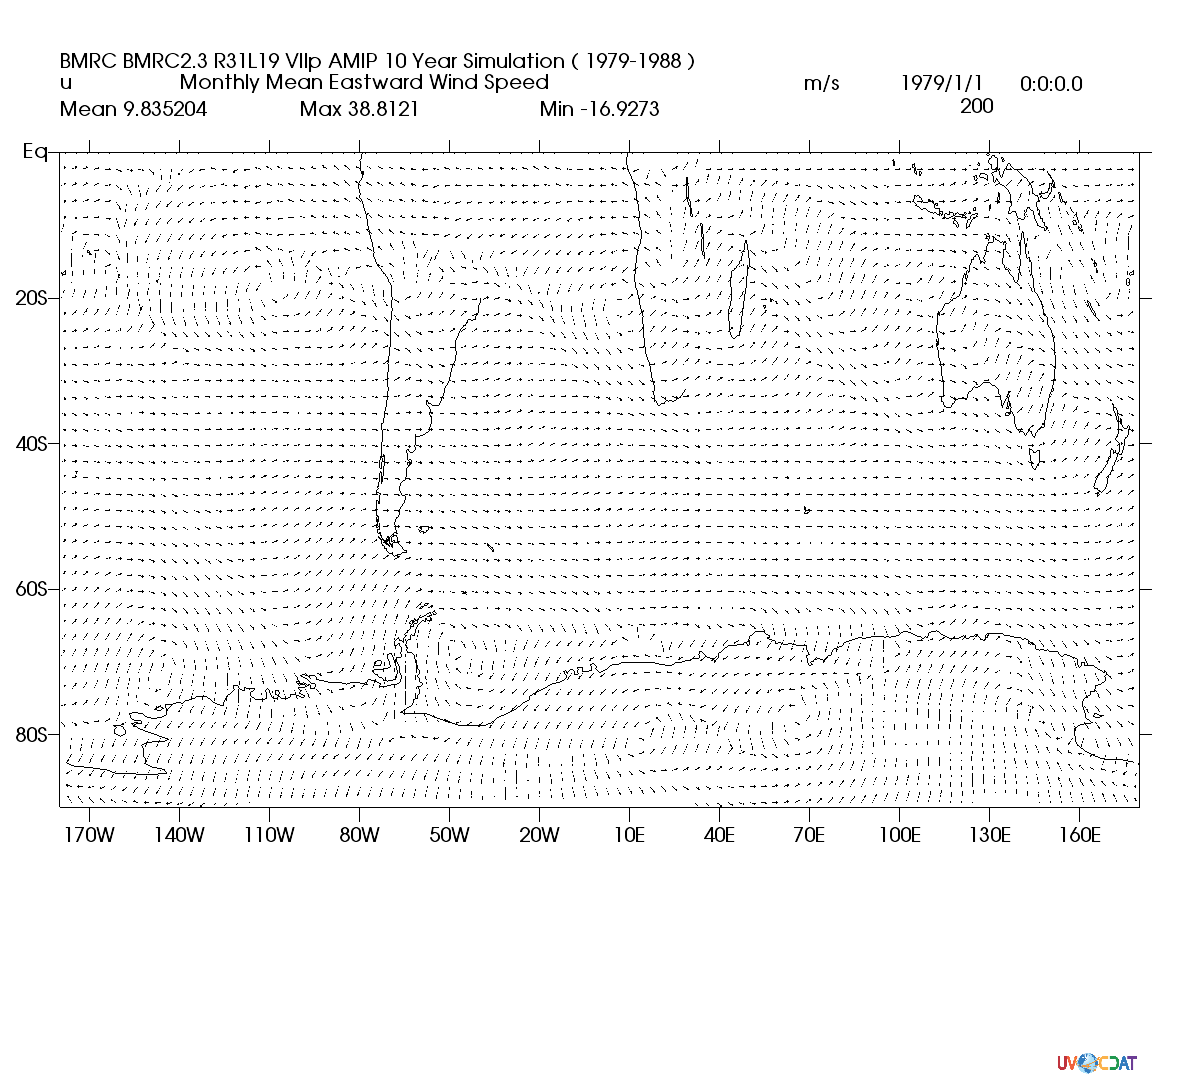 BMRC BMRC2.3 R31L19 VIIp AMIP 10 Year Simulation ( 1979-1988 )
u Monthly Mean Eastward Wind Speed m/s 1979/1/1 0:0:0.0
Mean 9.835204 Max 38.8121 Min -16.9273 200
Eq
20S
40S
60S
80S
170W 140W 110W 80W 50W 20W 10E 40E 70E 100E 130E 160E
UV CDAT